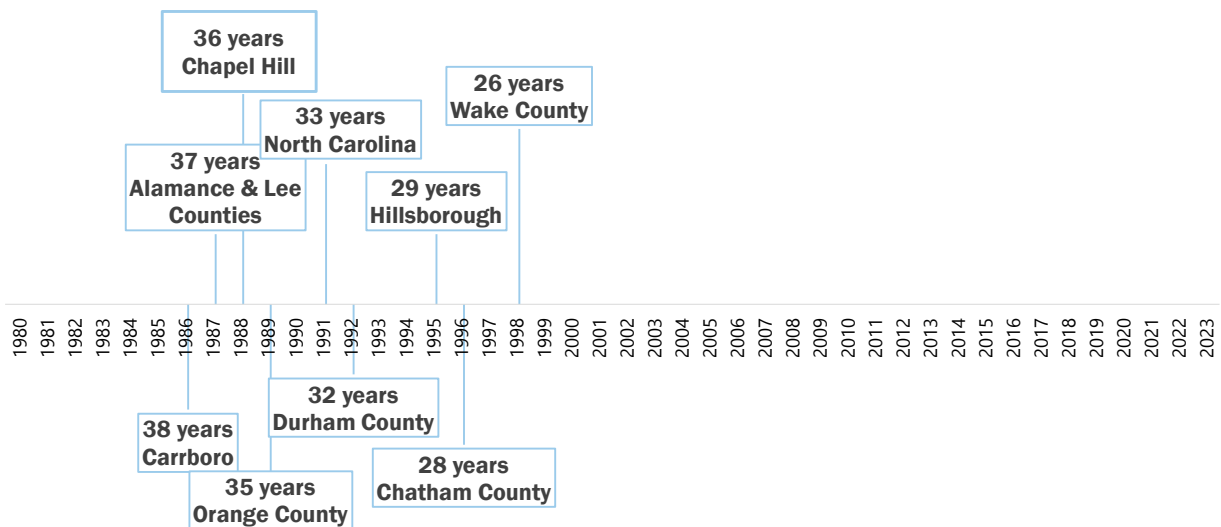 36 years
Chapel Hill
26 years
Wake County
33 years
North Carolina
37 years
Alamance & Lee
Counties
29 years
Hillsborough
1980
1981
1982
1983
1984
1985
1986
1987
1988
1989
1990
1991
1992
1993
1994
1995
1996
1997
1998
1999
2000
2001
2002
2003
2004
2005
2006
2007
2008
2009
2010
2011
2012
2013
2014
2015
2016
2017
2018
2019
2020
2021
2022
2023
32 years
Durham County
38 years
Carrboro
28 years
Chatham County
35 years
Orange County